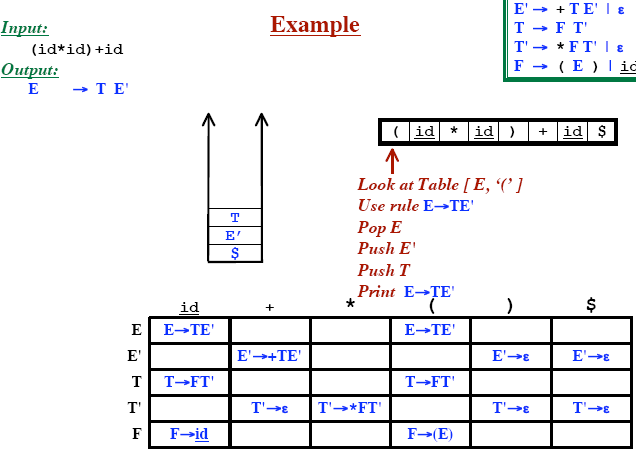 Example
E' → + T E' | ε
T → F T'
T' → * F T' | ε
F → ( E ) | id
Input:
(id*id)+id
Output:
E → T E'
( id * id ) + id $
T
E'
$
Look at Table [ E, ‘(’ ]
Use rule E→TE'
Pop E
Push E'
Push T
Print E→TE'
id + * ( ) $
E E→TE' E→TE'
E' E'→+TE' E'→ε E'→ε
T T→FT' T→FT'
T' T'→ε T'→*FT' T'→ε T'→ε
F F→id F→(E)